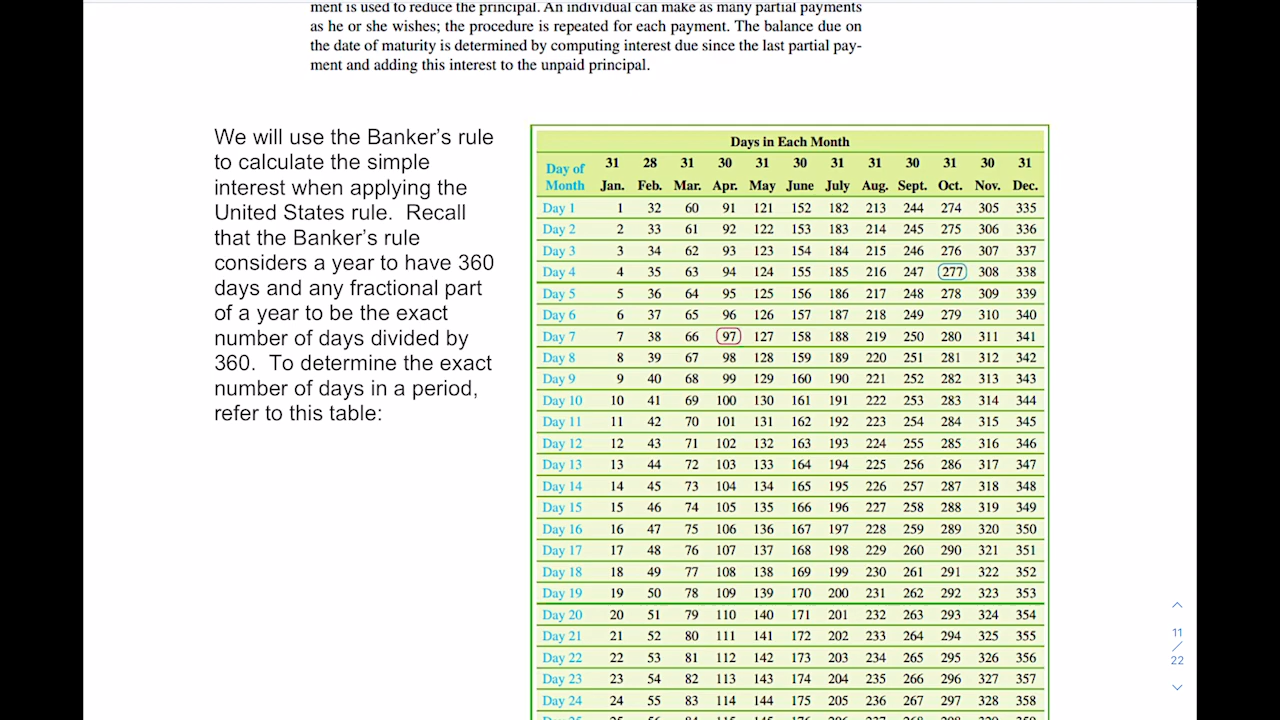 ment is used to reduce the principal. An individual can make as many partial payments
as he or she wishes; the procedure is repeated for each payment. The balance due on
the date of maturity is determined by computing interest due since the last partial pay-
ment and adding this interest to the unpaid principal.
We will use the Banker’s rule
to calculate the simple
interest when applying the
United States rule.  Recall
that the Banker’s rule
considers a year to have 360
days and any fractional part
of a year to be the exact
number of days divided by
360.  To determine the exact
number of days in a period,
refer to this table:
Days in Each Month
31 28 31 30 31 30 31 31 30 31 30 31
Day of
Month Jan. Feb. Mar. Apr. May June July Aug. Sept. Oct. Nov. Dec.
Day 1 1 32 60 91 121 152 182 213 244 274 305 335
Day 2 2 33 61 92 122 153 183 214 245 275 306 336
Day 3 3 34 62 93 123 154 184 215 246 276 307 337
Day 4 4 35 63 94 124 155 185 216 247 277 308 338
Day 5 5 36 64 95 125 156 186 217 248 278 309 339
Day 6 6 37 65 96 126 157 187 218 249 279 310 340
Day 7 7 38 66 97 127 158 188 219 250 280 311 341
Day 8 8 39 67 98 128 159 189 220 251 281 312 342
Day 9 9 40 68 99 129 160 190 221 252 282 313 343
Day 10 10 41 69 100 130 161 191 222 253 283 314 344
Day 11 11 42 70 101 131 162 192 223 254 284 315 345
Day 12 12 43 71 102 132 163 193 224 255 285 316 346
Day 13 13 44 72 103 133 164 194 225 256 286 317 347
Day 14 14 45 73 104 134 165 195 226 257 287 318 348
Day 15 15 46 74 105 135 166 196 227 258 288 319 349
Day 16 16 47 75 106 136 167 197 228 259 289 320 350
Day 17 17 48 76 107 137 168 198 229 260 290 321 351
Day 18 18 49 77 108 138 169 199 230 261 291 322 352
Day 19 19 50 78 109 139 170 200 231 262 292 323 353
Day 20 20 51 79 110 140 171 201 232 263 293 324 354
Day 21 21 52 80 111 141 172 202 233 264 294 325 355
Day 22 22 53 81 112 142 173 203 234 265 295 326 356
Day 23 23 54 82 113 143 174 204 235 266 296 327 357
Day 24 24 55 83 114 144 175 205 236 267 297 328 358
11
/
22